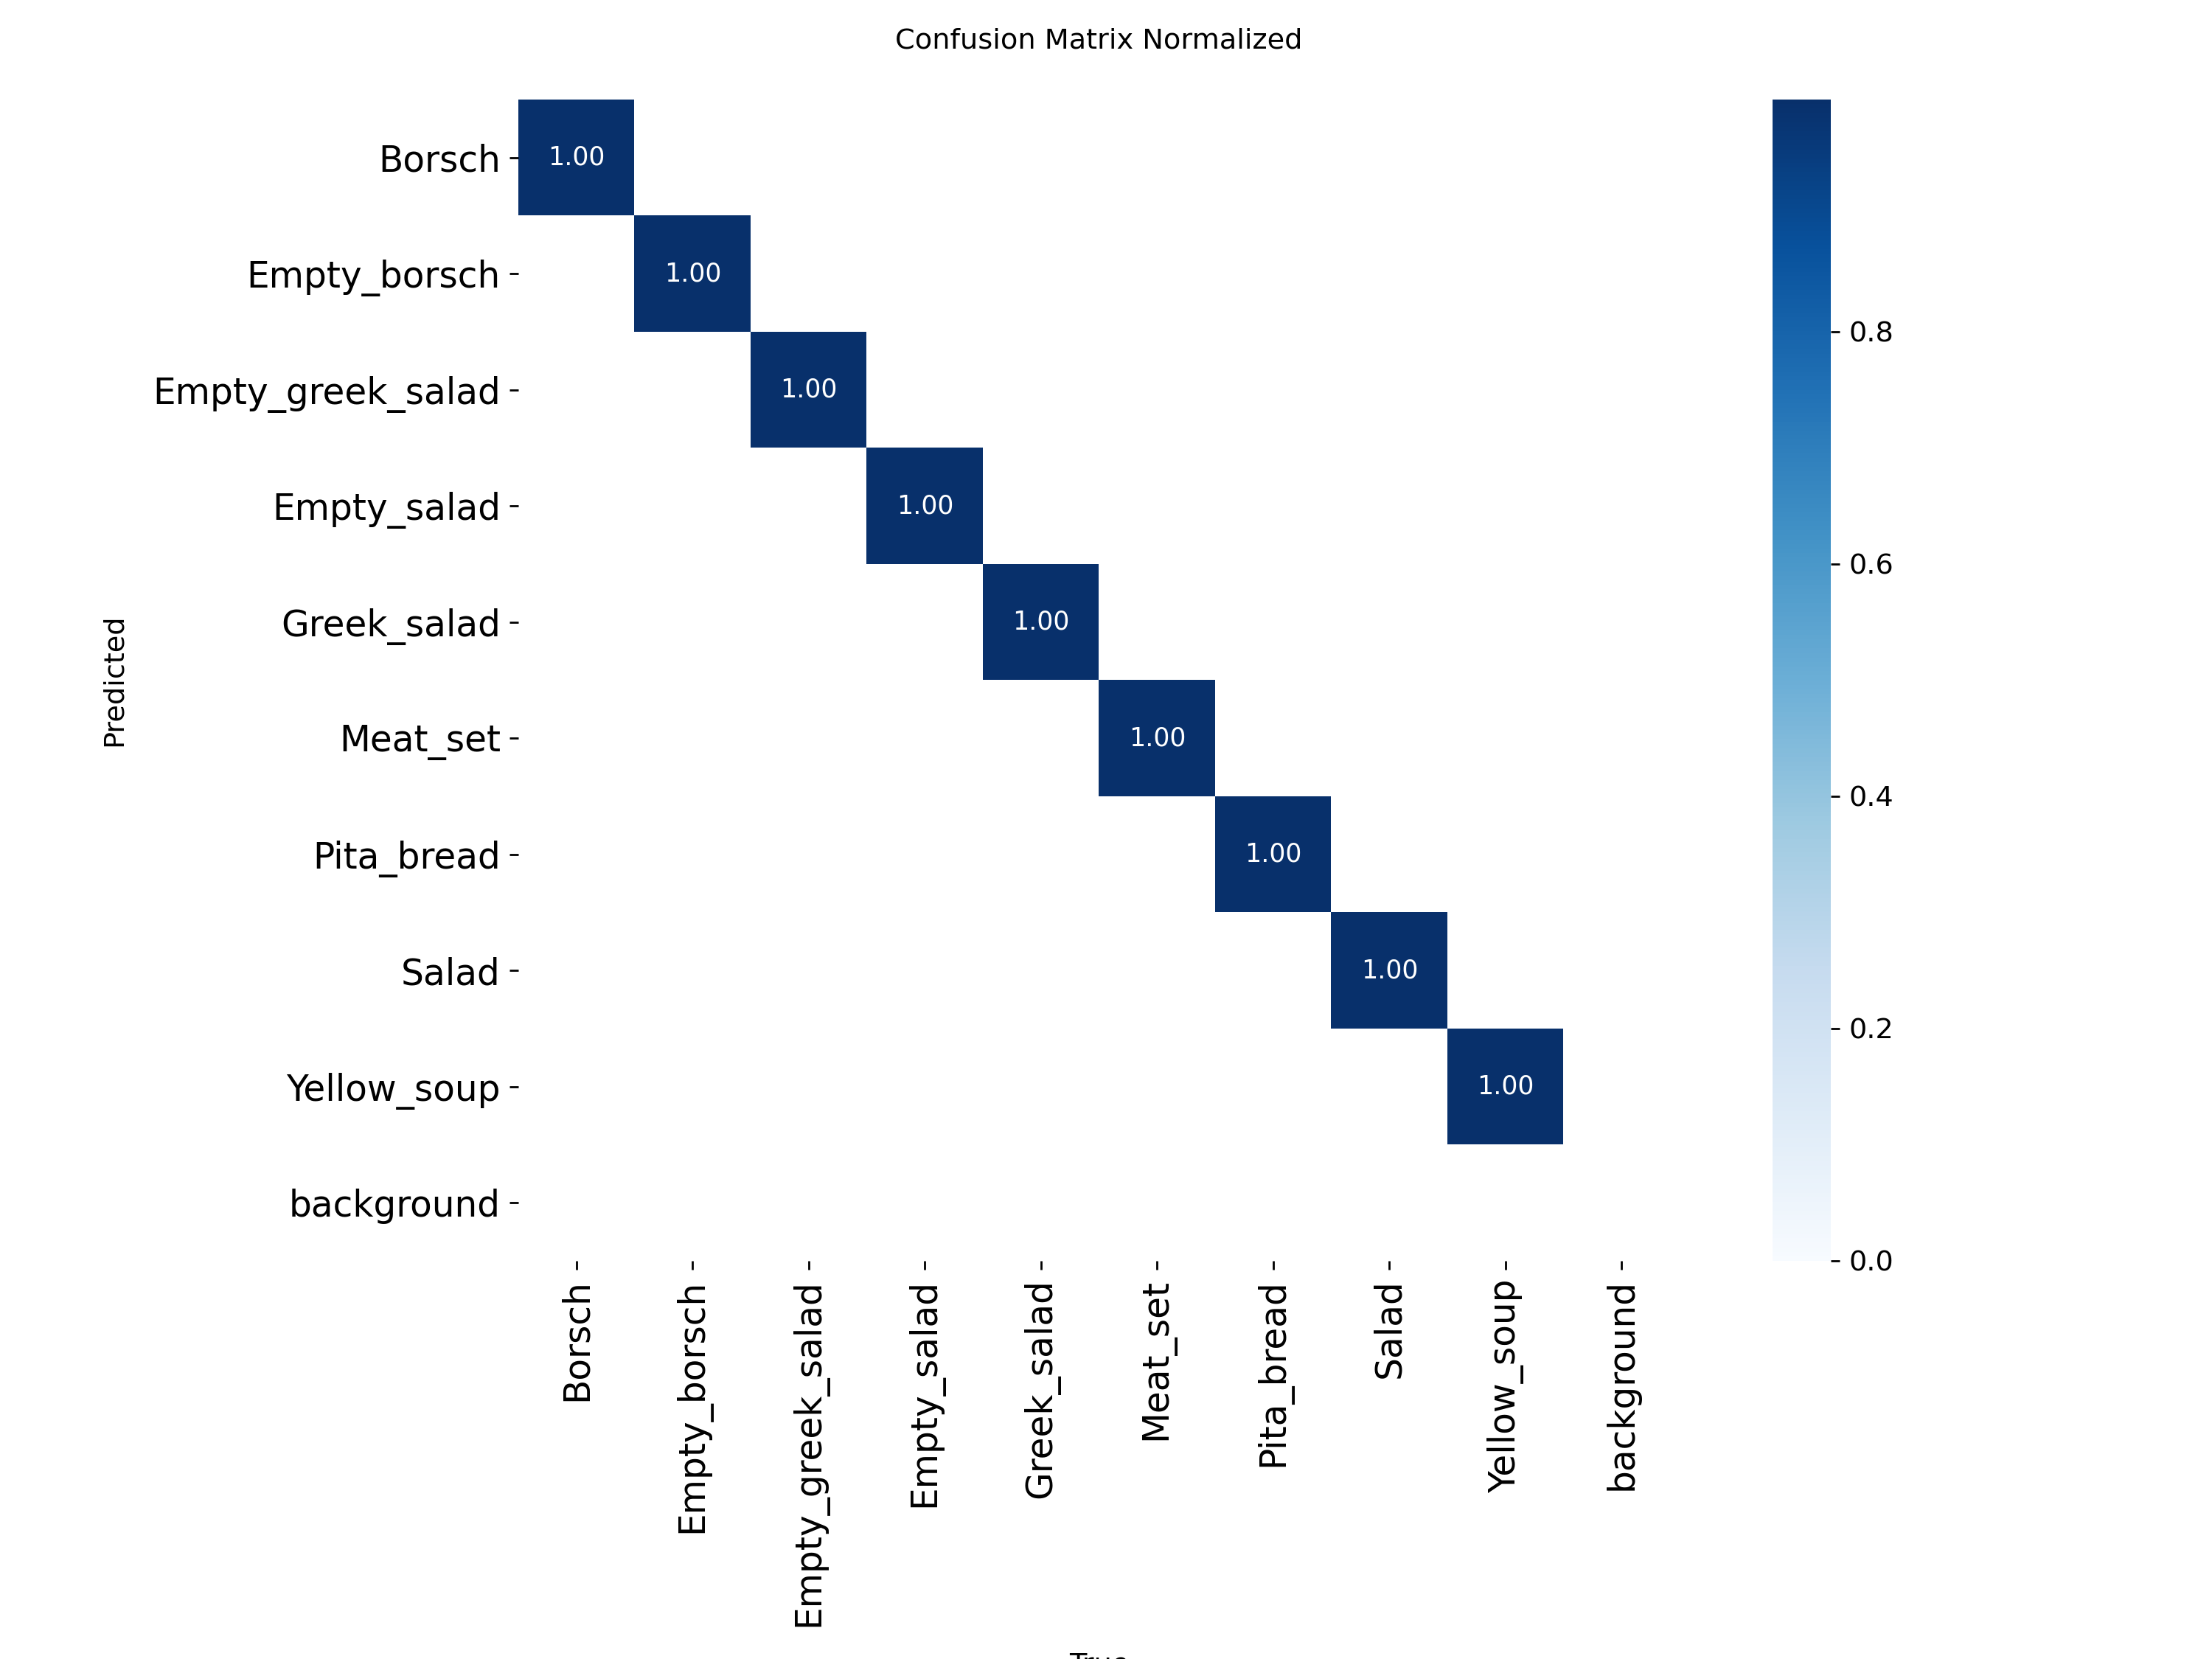 Confusion Matrix Normalized
Borsch
1.00
Empty_borsch
1.00
Empty_greek_salad
1.00
Empty_salad
1.00
Greek_salad
1.00
Meat_set
1.00
Pita_bread
1.00
Salad
1.00
Yellow_soup
1.00
background
Predicted
0.8
0.6
0.4
0.2
0.0
Borsch
Empty_borsch
Empty_greek_salad
Empty_salad
Greek_salad
Meat_set
Pita_bread
Salad
Yellow_soup
background
True